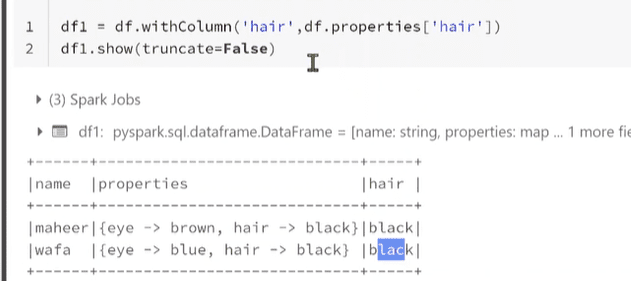 1 df1 = df.withColumn('hair',df.properties['hair'])
2 df1.show(truncate=False)
(3) Spark Jobs
df1: pyspark.sql.dataframe.DataFrame = [name: string, properties: map ... 1 more fie
+------+-----------------------------+-----+
|name  |properties                   |hair |
+------+-----------------------------+-----+
|maheer|{eye -> brown, hair -> black}|black|
|wafa  |{eye -> blue, hair -> black} |black|
+------+-----------------------------+-----+